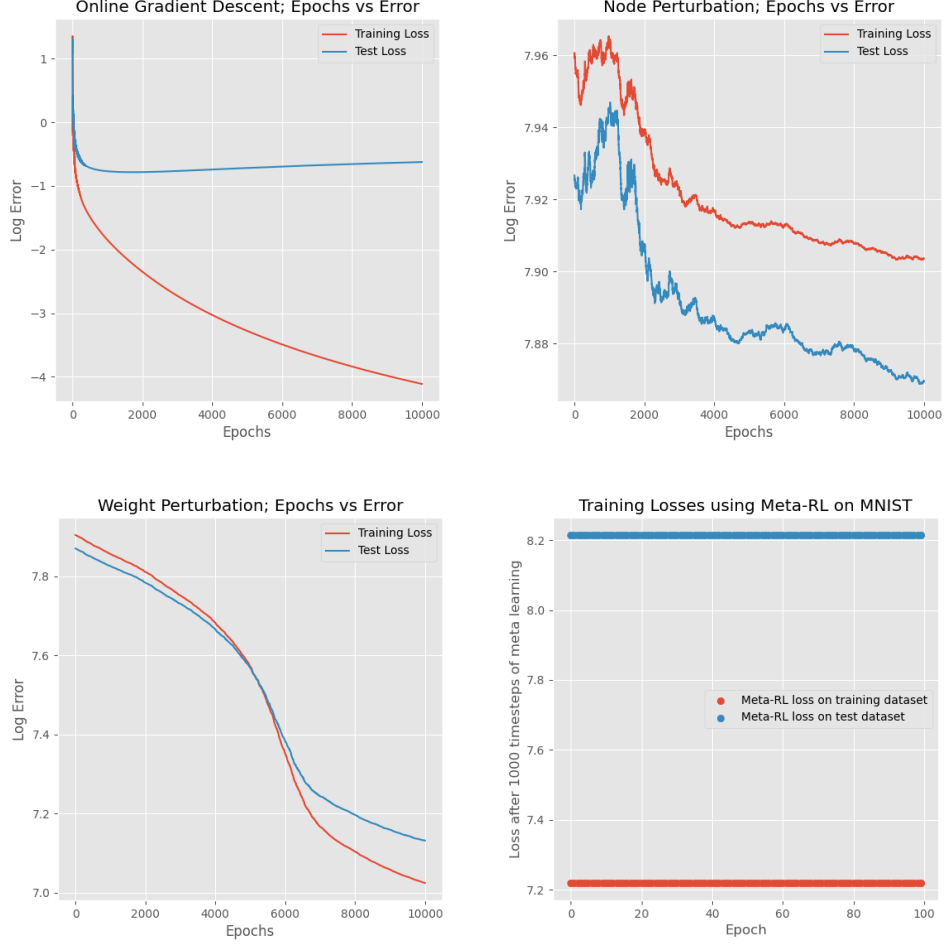 Online Gradient Descent; Epochs vs Error
Training Loss
Test Loss
1
0
−1
−2
−3
−4
Log Error
0 2000 4000 6000 8000 10000
Epochs
Node Perturbation; Epochs vs Error
Training Loss
Test Loss
7.96
7.94
7.92
7.90
7.88
Log Error
0 2000 4000 6000 8000 10000
Epochs
Weight Perturbation; Epochs vs Error
Training Loss
Test Loss
7.8
7.6
7.4
7.2
7.0
Log Error
0 2000 4000 6000 8000 10000
Epochs
Training Losses using Meta-RL on MNIST
8.2
8.0
7.8
7.6
7.4
7.2
Loss after 1000 timesteps of meta learning
Meta-RL loss on training dataset
Meta-RL loss on test dataset
0 20 40 60 80 100
Epoch